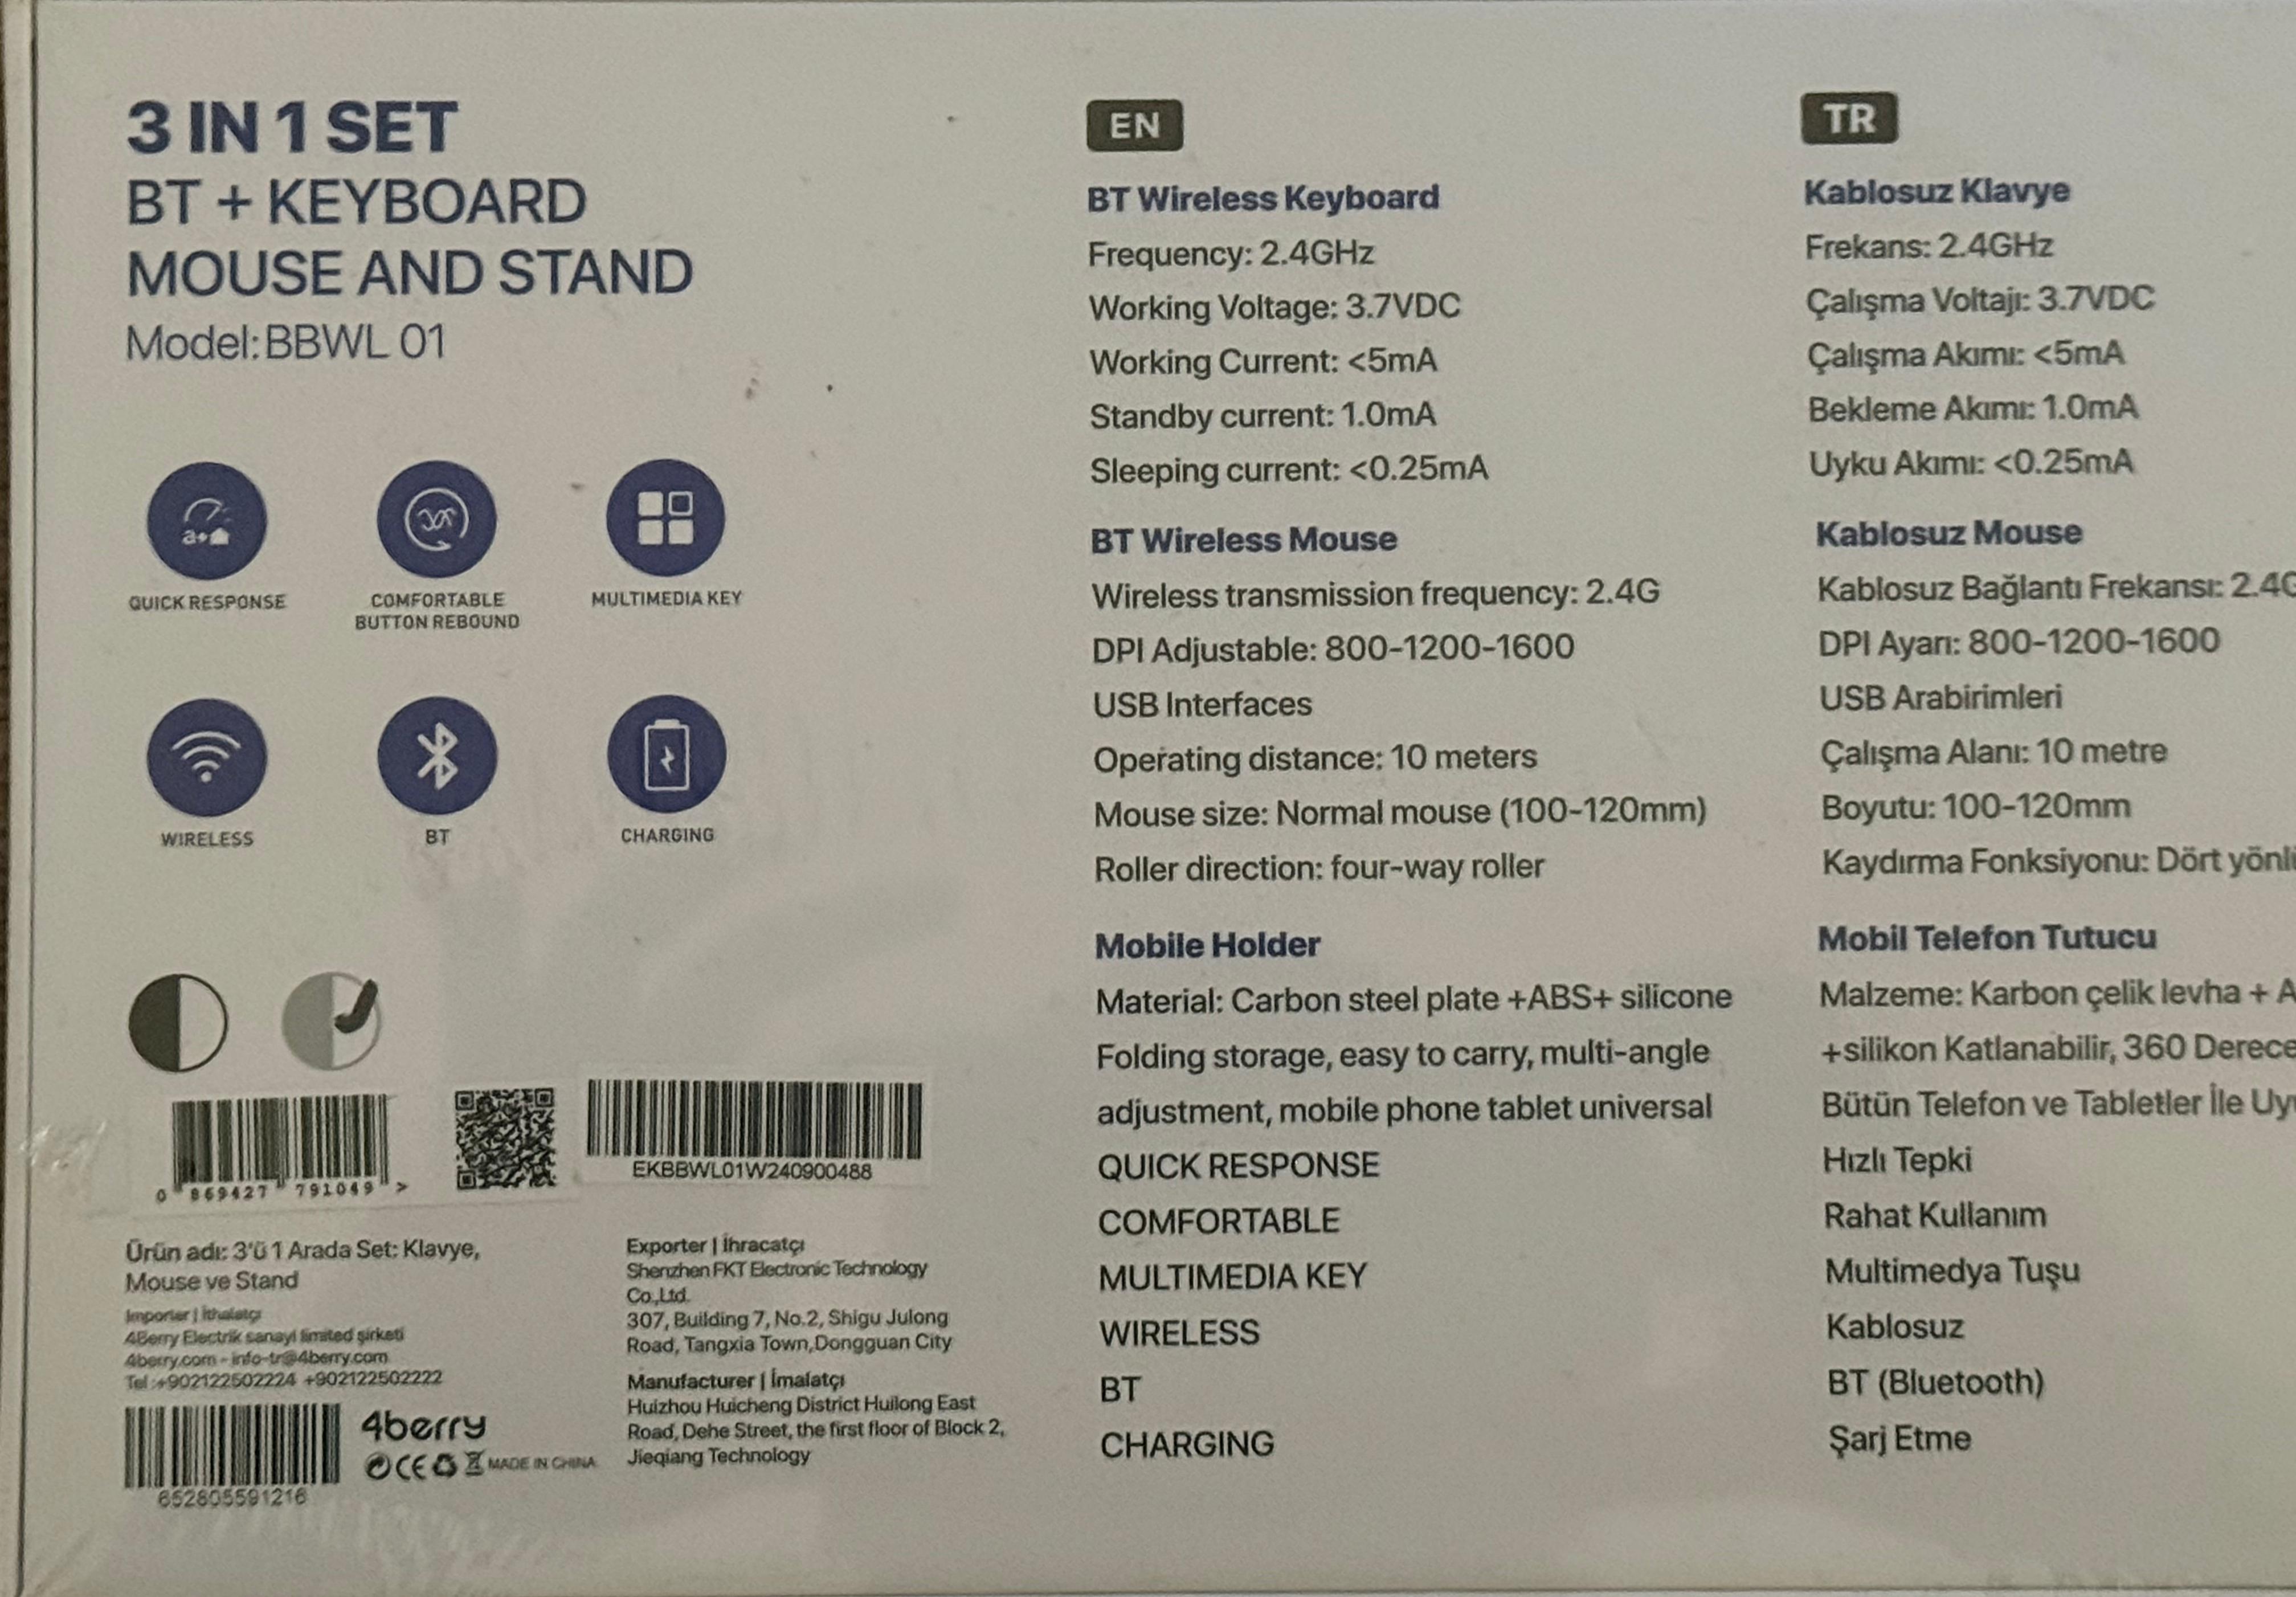 3 IN 1 SET
BT + KEYBOARD
MOUSE AND STAND
Model:BBWL 01
QUICK RESPONSE
COMFORTABLE
BUTTON REBOUND
MULTIMEDIA KEY
WIRELESS
BT
CHARGING
0 869427 791049 >
EKBBWL01W240900488
Ürün adı: 3'ü 1 Arada Set: Klavye,
Mouse ve Stand
Importer | İthalatçı
4Berry Electrik sanayi limited şirketi
4berry.com - info-tr@4berry.com
Tel :+902122502224 +902122502222
652805591216
4berry
CE MADE IN CHINA
Exporter | İhracatçı
Shenzhen FKT Electronic Technology
Co.,Ltd.
307, Building 7, No.2, Shigu Julong
Road, Tangxia Town,Dongguan City
Manufacturer | İmalatçı
Huizhou Huicheng District Huilong East
Road, Dehe Street, the first floor of Block 2,
Jieqiang Technology
EN
BT Wireless Keyboard
Frequency: 2.4GHz
Working Voltage: 3.7VDC
Working Current: <5mA
Standby current: 1.0mA
Sleeping current: <0.25mA
BT Wireless Mouse
Wireless transmission frequency: 2.4G
DPI Adjustable: 800-1200-1600
USB Interfaces
Operating distance: 10 meters
Mouse size: Normal mouse (100-120mm)
Roller direction: four-way roller
Mobile Holder
Material: Carbon steel plate +ABS+ silicone
Folding storage, easy to carry, multi-angle
adjustment, mobile phone tablet universal
QUICK RESPONSE
COMFORTABLE
MULTIMEDIA KEY
WIRELESS
BT
CHARGING
TR
Kablosuz Klavye
Frekans: 2.4GHz
Çalışma Voltajı: 3.7VDC
Çalışma Akımı: <5mA
Bekleme Akımı: 1.0mA
Uyku Akımı: <0.25mA
Kablosuz Mouse
Kablosuz Bağlantı Frekansı: 2.4G
DPI Ayarı: 800-1200-1600
USB Arabirimleri
Çalışma Alanı: 10 metre
Boyutu: 100-120mm
Kaydırma Fonksiyonu: Dört
Mobil Telefon Tutucu
Malzeme: Karbon çelik levha +
+silikon Katlanabilir, 360 Derece
Bütün Telefon ve Tabletler İle
Hızlı Tepki
Rahat Kullanım
Multimedya Tuşu
Kablosuz
BT (Bluetooth)
Şarj Etme